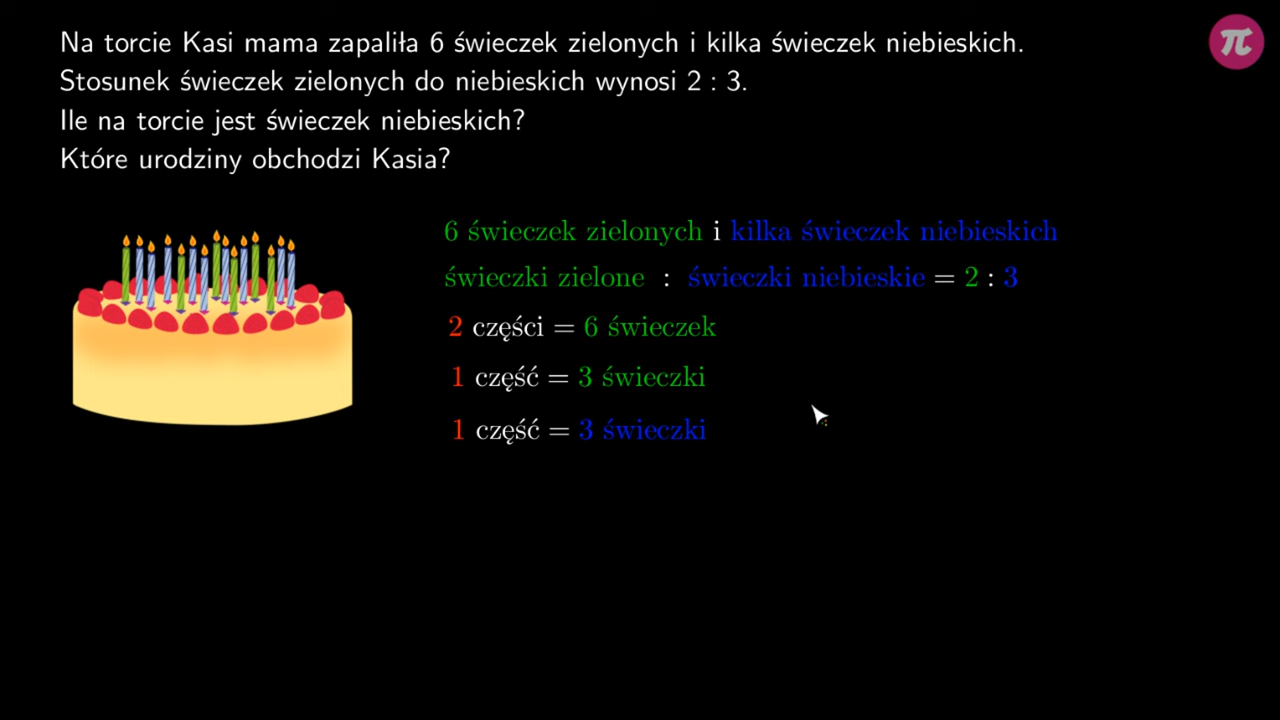 Na torcie Kasi mama zapaliła 6 świeczek zielonych i kilka świeczek niebieskich.
Stosunek świeczek zielonych do niebieskich wynosi 2 : 3.
Ile na torcie jest świeczek niebieskich?
Które urodziny obchodzi Kasia?
π
6 świeczek zielonych i kilka świeczek niebieskich
świeczki zielone : świeczki niebieskie = 2 : 3
2 części = 6 świeczek
1 część = 3 świeczki
1 część = 3 świeczki